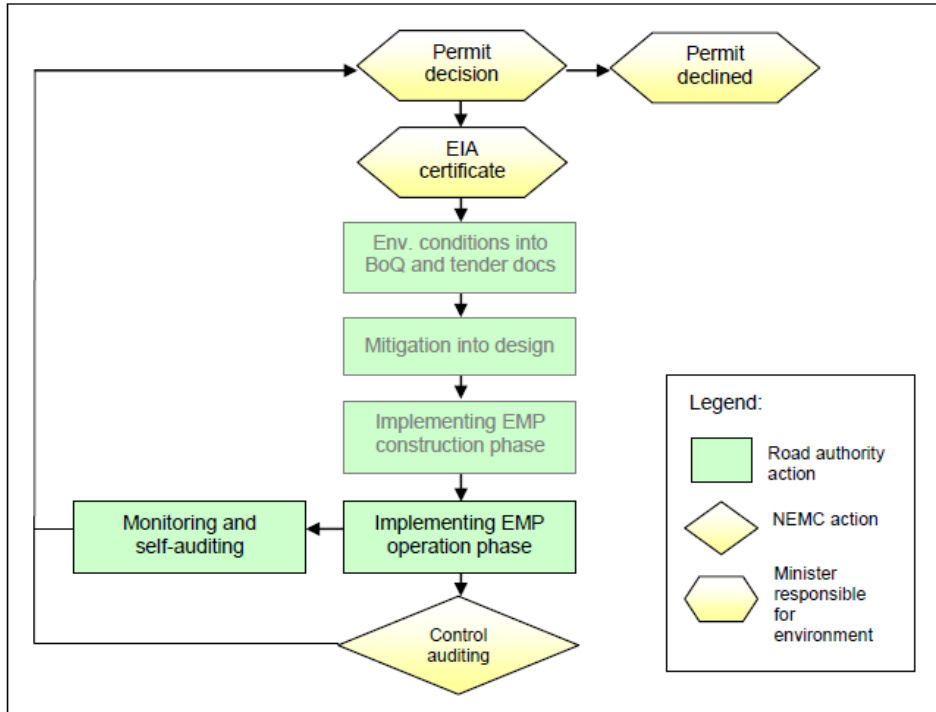 Permit
decision
Permit
declined
EIA
certificate
Env. conditions into
BoQ and tender docs
Mitigation into design
Implementing EMP
construction phase
Monitoring and
self-auditing
Implementing EMP
operation phase
Control
auditing
Legend:
Road authority
action
NEMC action
Minister
responsible
for
environment